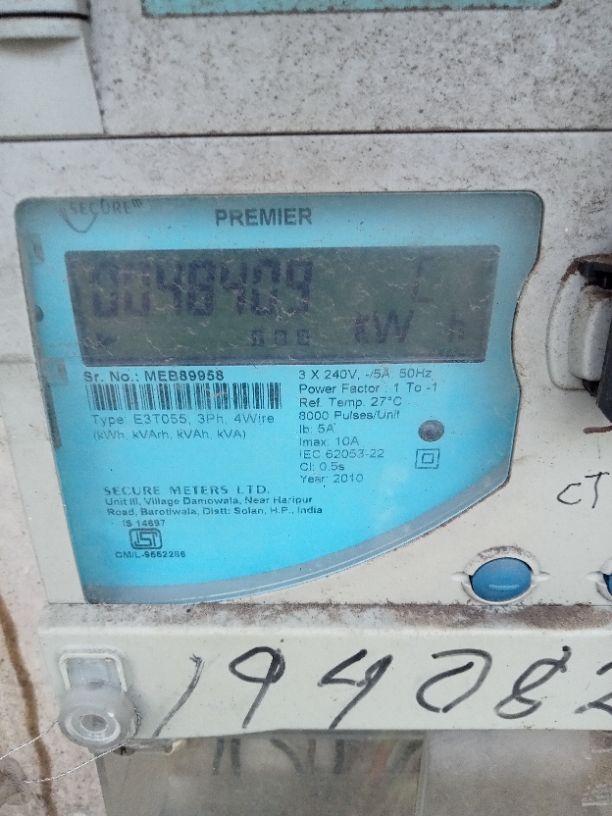 SECURE
PREMIER
0048409
kW h
Sr. No.: MEB89958
Type: E3T055, 3Ph, 4Wire
(kWh, kVArh, kVAh, kVA)
3 X 240V, -/5A, 50Hz
Power Factor : 1 To -1
Ref. Temp. 27°C
8000 Pulses/Unit
Ib: 5A
Imax: 10A
IEC 62053-22
Cl: 0.5s
Year: 2010
SECURE METERS LTD.
Unit III, Village Damowala, Near Haripur
Road, Barotiwala, Distt: Solan, H.P., India
IS 14697
CM/L-9552286
CT
194082